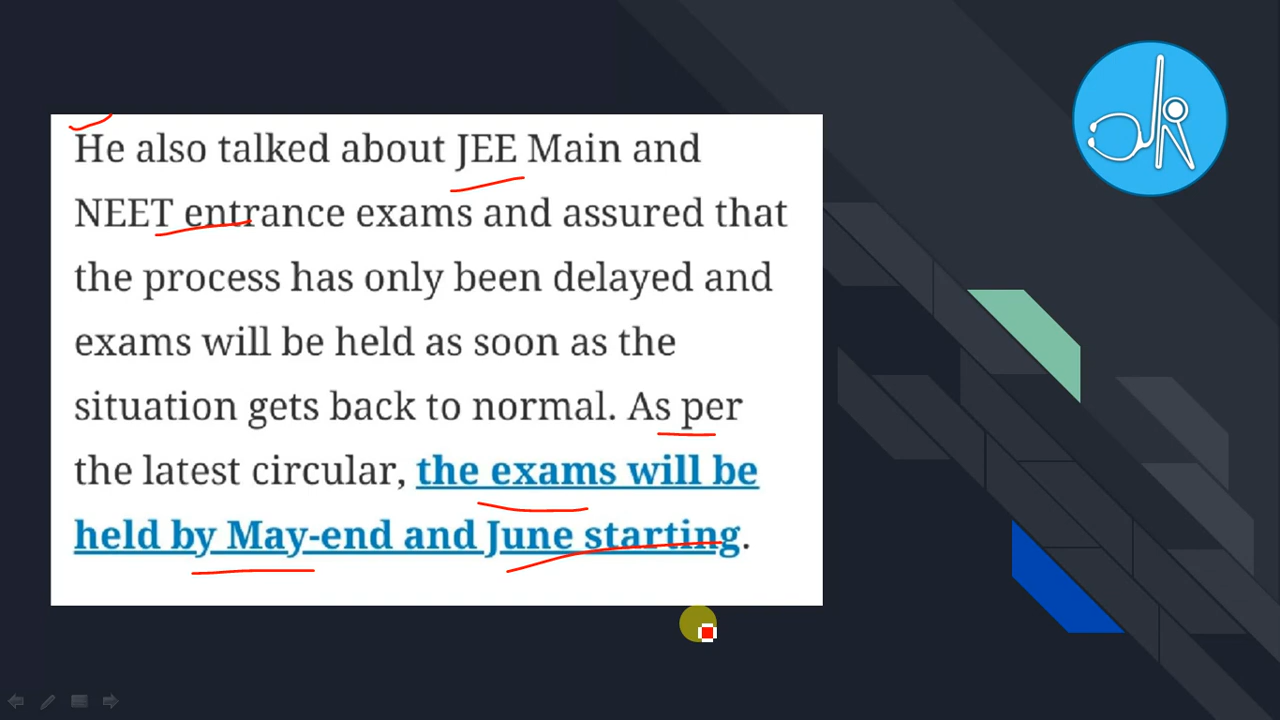 He also talked about JEE Main and
NEET entrance exams and assured that
the process has only been delayed and
exams will be held as soon as the
situation gets back to normal. As per
the latest circular, the exams will be
held by May-end and June starting.